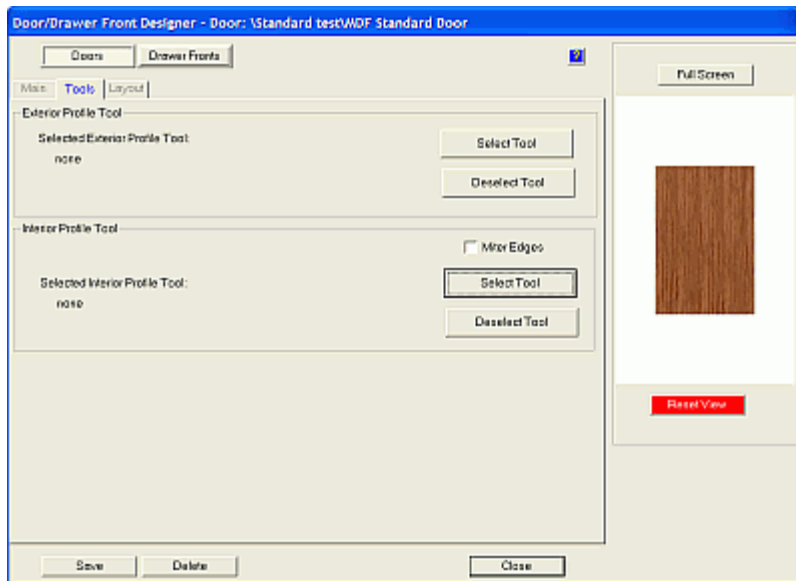 Door/Drawer Front Designer - Door: \Standard test\MDF Standard Door
Doors
Drawer Fronts
?
Full Screen
Main
Tools
Layout
Exterior Profile Tool
Selected Exterior Profile Tool:
none
Select Tool
Deselect Tool
Interior Profile Tool
Miter Edges
Selected Interior Profile Tool:
none
Select Tool
Deselect Tool
Reset View
Save
Delete
Close